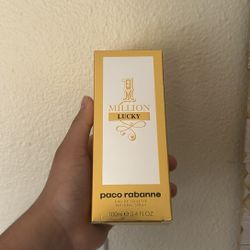 1
MILLION
LUCKY
paco rabanne
EAU DE TOILETTE
NATURAL SPRAY
100ml e 3.4 FL.OZ.